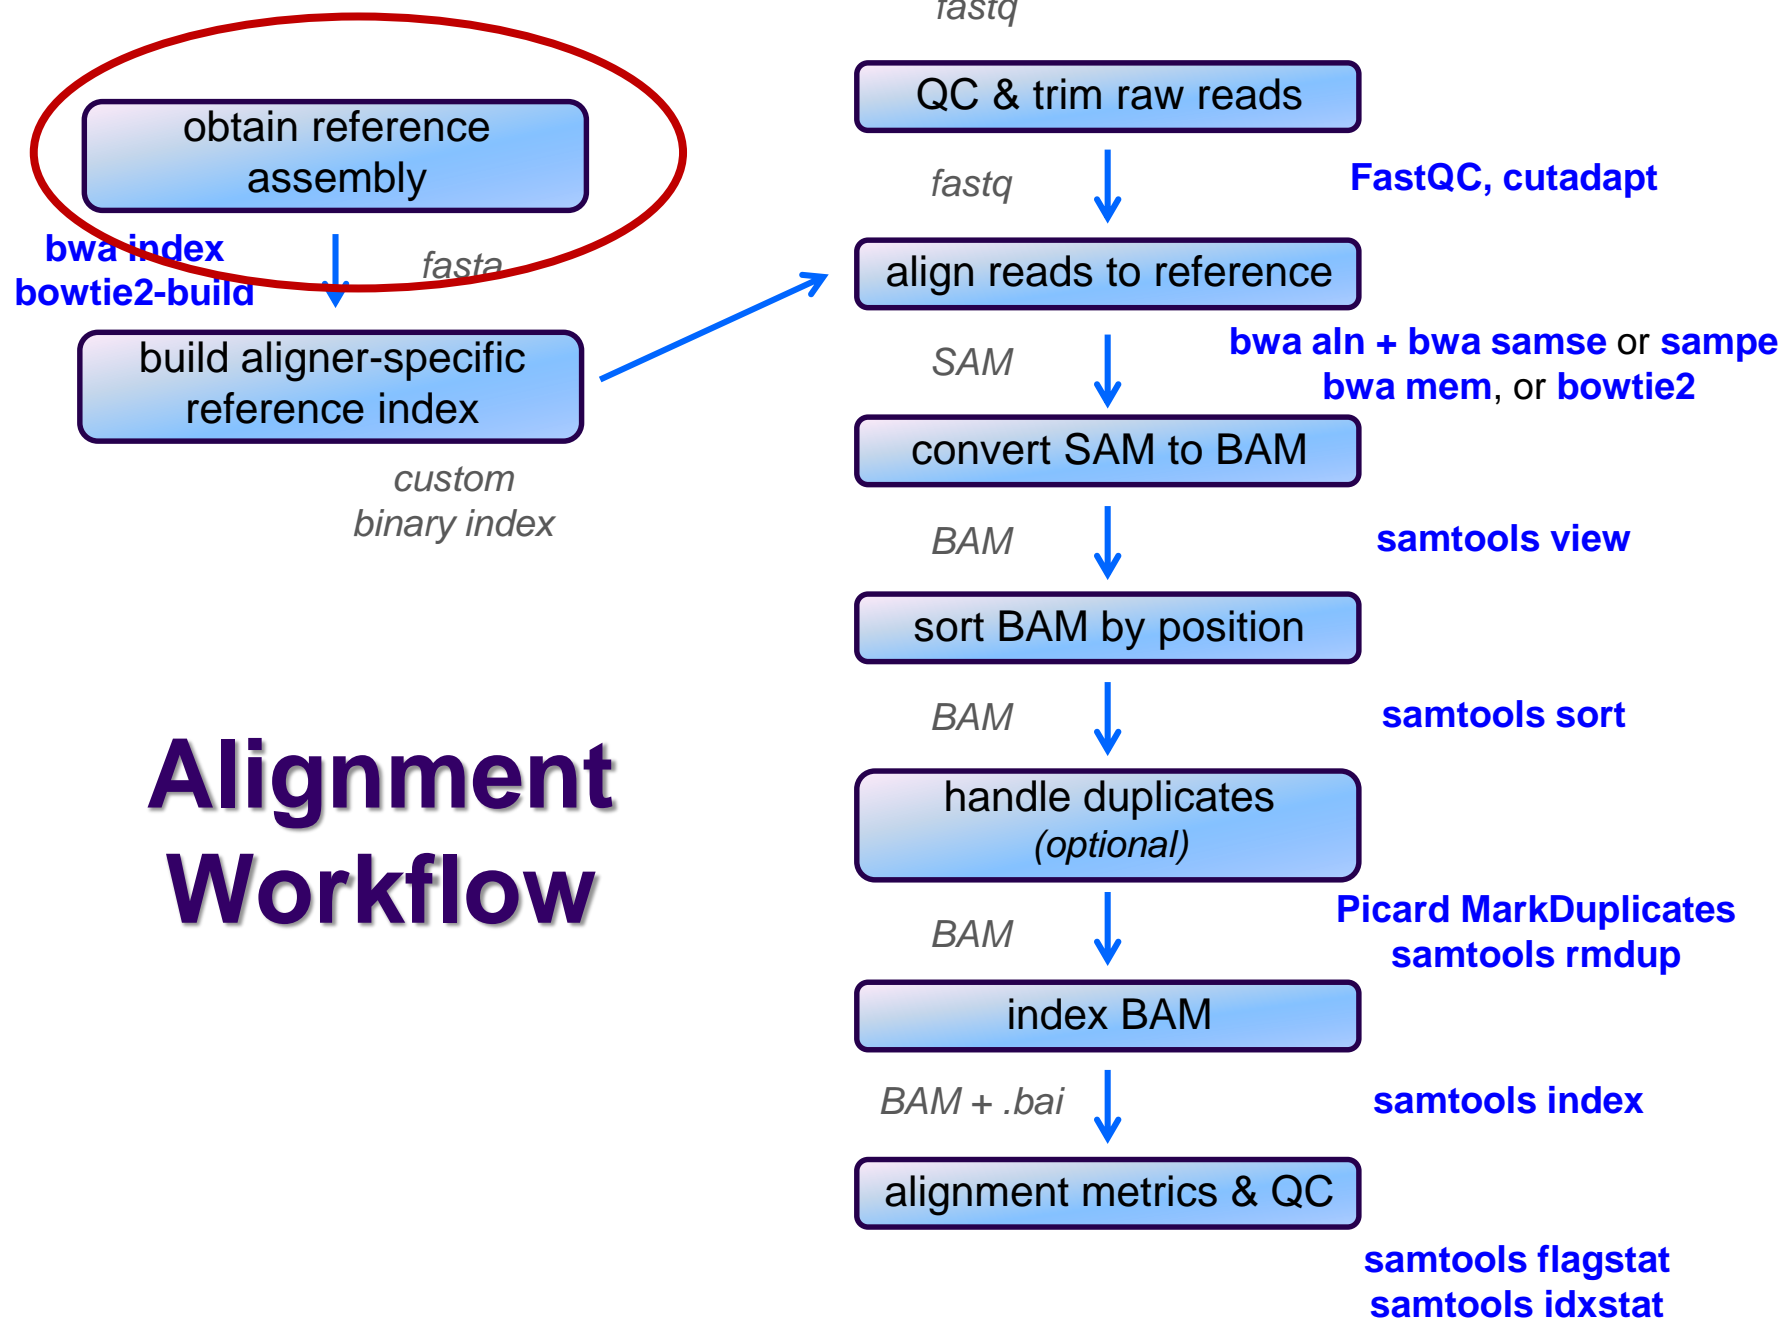 obtain reference
assembly
bwa index
bowtie2-build
fasta
build aligner-specific
reference index
custom
binary index
Alignment
Workflow
fastq
QC & trim raw reads
fastq
FastQC, cutadapt
align reads to reference
SAM
bwa aln + bwa samse or sampe
bwa mem, or bowtie2
convert SAM to BAM
BAM
samtools view
sort BAM by position
BAM
samtools sort
handle duplicates
(optional)
BAM
Picard MarkDuplicates
samtools rmdup
index BAM
BAM + .bai
samtools index
alignment metrics & QC
samtools flagstat
samtools idxstat